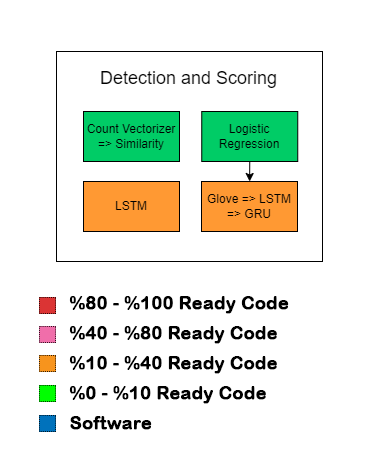 Detection and Scoring
Count Vectorizer
=> Similarity
Logistic
Regression
LSTM
Glove => LSTM
=> GRU
%80 - %100 Ready Code
%40 - %80 Ready Code
%10 - %40 Ready Code
%0 - %10 Ready Code
Software